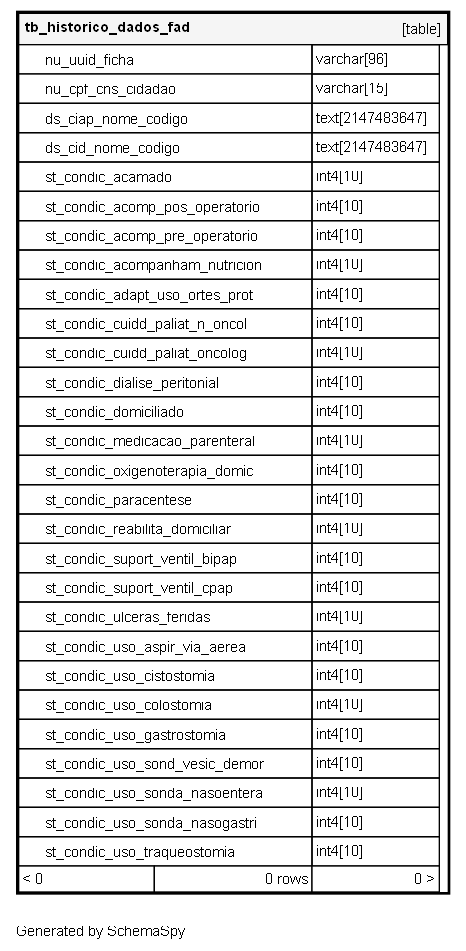 tb_historico_dados_fad [table]
nu_uuid_ficha varchar[96]
nu_cpf_cns_cidadao varchar[15]
ds_ciap_nome_codigo text[2147483647]
ds_cid_nome_codigo text[2147483647]
st_condic_acamado int4[10]
st_condic_acomp_pos_operatorio int4[10]
st_condic_acomp_pre_operatorio int4[10]
st_condic_acompanham_nutricion int4[10]
st_condic_adapt_uso_ortes_prot int4[10]
st_condic_cuidd_paliat_n_oncol int4[10]
st_condic_cuidd_paliat_oncolog int4[10]
st_condic_dialise_peritonial int4[10]
st_condic_domiciliado int4[10]
st_condic_medicacao_parenteral int4[10]
st_condic_oxigenoterapia_domic int4[10]
st_condic_paracentese int4[10]
st_condic_reabilita_domiciliar int4[10]
st_condic_suport_ventil_bipap int4[10]
st_condic_suport_ventil_cpap int4[10]
st_condic_ulceras_feridas int4[10]
st_condic_uso_aspir_via_aerea int4[10]
st_condic_uso_cistostomia int4[10]
st_condic_uso_colostomia int4[10]
st_condic_uso_gastrostomia int4[10]
st_condic_uso_sond_vesic_demor int4[10]
st_condic_uso_sonda_nasoentera int4[10]
st_condic_uso_sonda_nasogastri int4[10]
st_condic_uso_traqueostomia int4[10]
< 0 0 rows 0 >
Generated by SchemaSpy